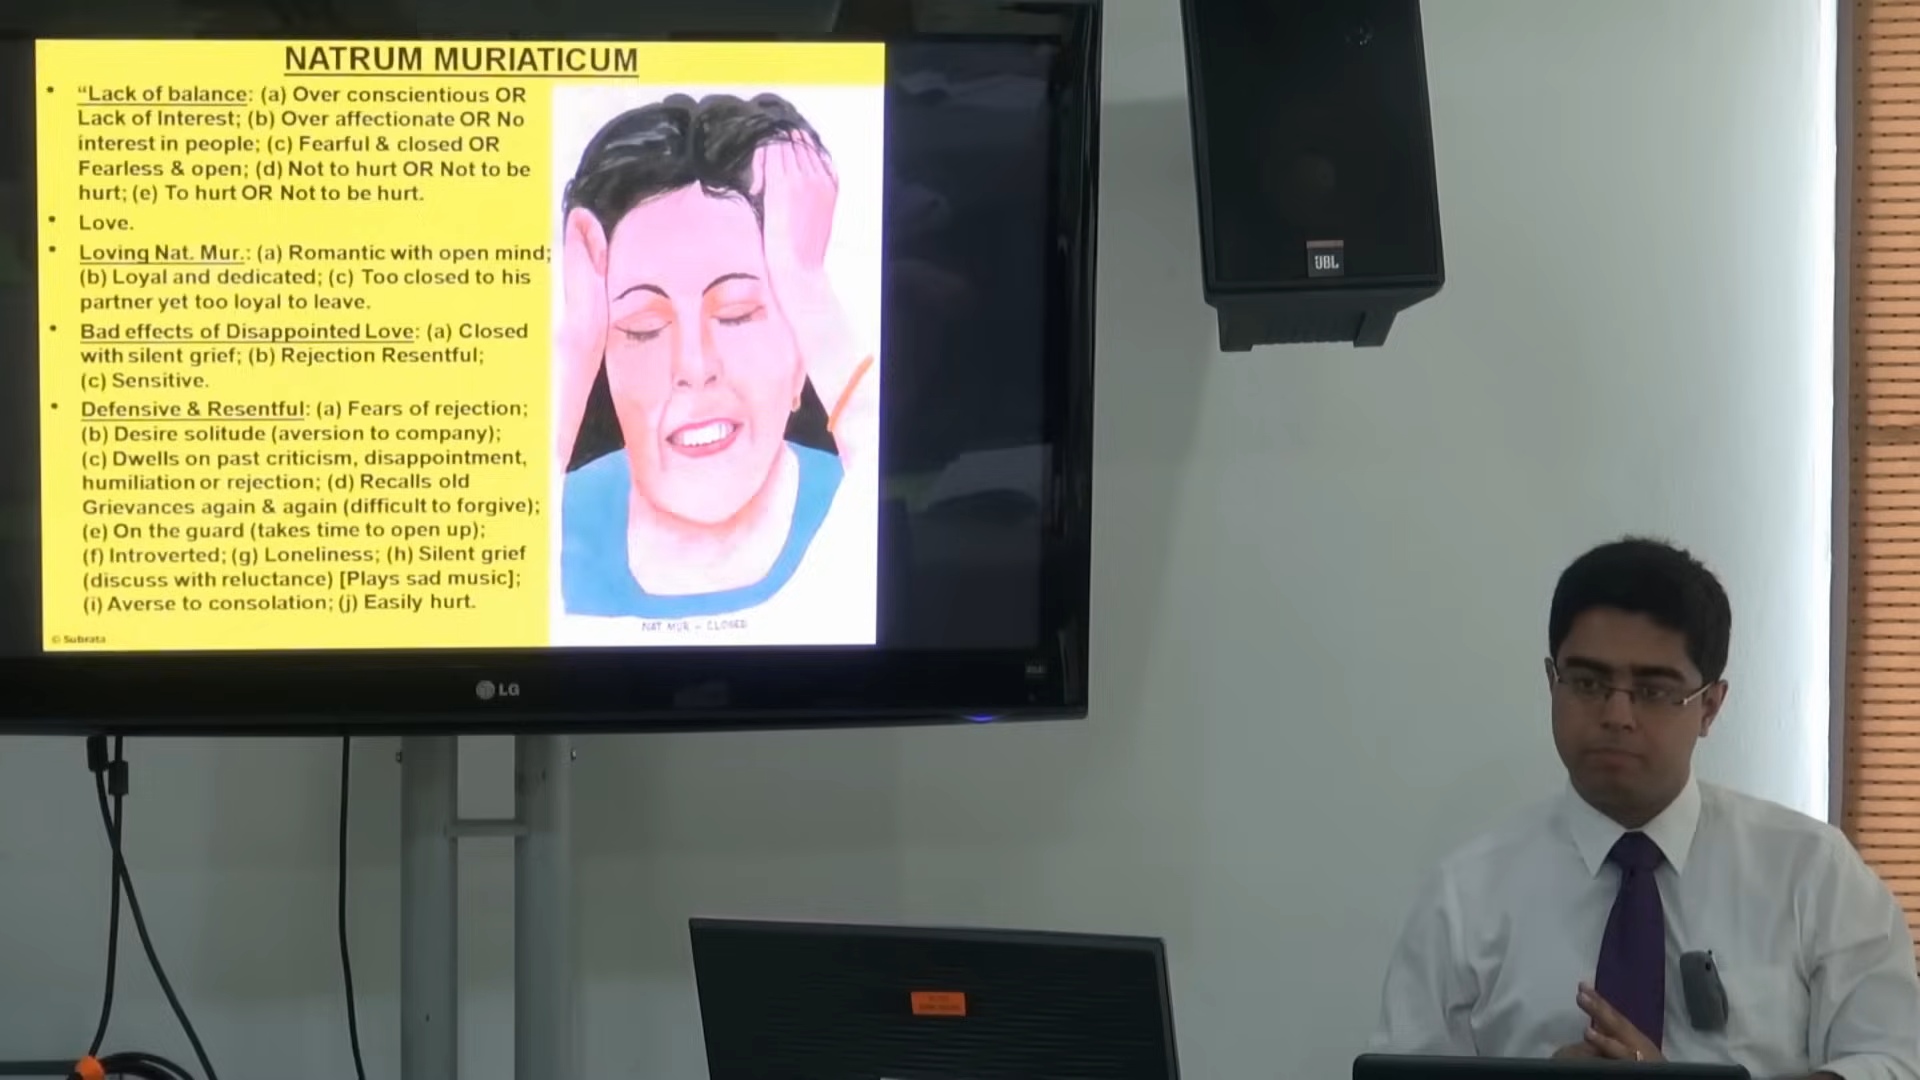 NATRUM MURIATICUM
• “Lack of balance: (a) Over conscientious OR
Lack of Interest; (b) Over affectionate OR No
interest in people; (c) Fearful & closed OR
Fearless & open; (d) Not to hurt OR Not to be
hurt; (e) To hurt OR Not to be hurt.
• Love.
• Loving Nat. Mur.: (a) Romantic with open mind;
(b) Loyal and dedicated; (c) Too closed to his
partner yet too loyal to leave.
• Bad effects of Disappointed Love: (a) Closed
with silent grief; (b) Rejection Resentful;
(c) Sensitive.
• Defensive & Resentful: (a) Fears of rejection;
(b) Desire solitude (aversion to company);
(c) Dwells on past criticism, disappointment,
humiliation or rejection; (d) Recalls old
Grievances again & again (difficult to forgive);
(e) On the guard (takes time to open up);
(f) Introverted; (g) Loneliness; (h) Silent grief
(discuss with reluctance) [Plays sad music];
(i) Averse to consolation; (j) Easily hurt.
NAT MUR - CLOSED
© Subrata
LG
JBL